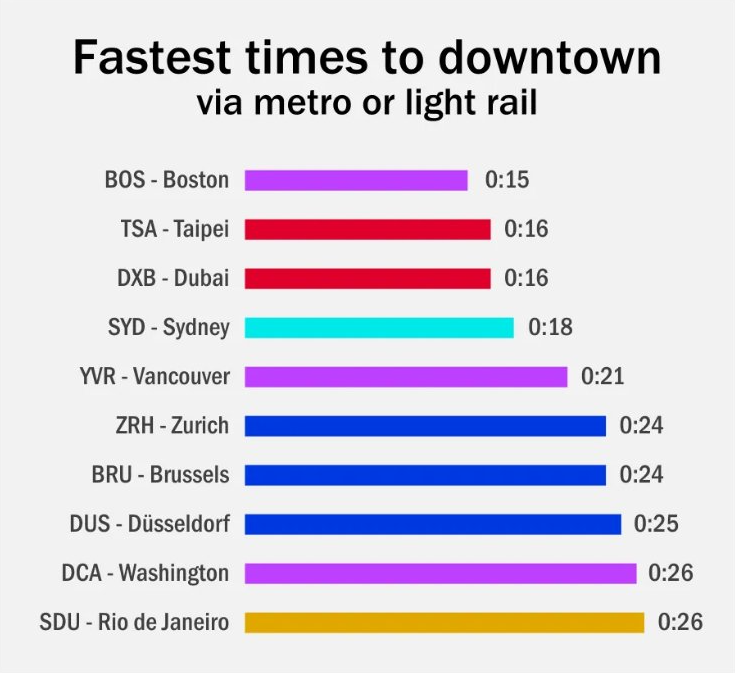 Fastest times to downtown
via metro or light rail
BOS - Boston 0:15
TSA - Taipei 0:16
DXB - Dubai 0:16
SYD - Sydney 0:18
YVR - Vancouver 0:21
ZRH - Zurich 0:24
BRU - Brussels 0:24
DUS - Düsseldorf 0:25
DCA - Washington 0:26
SDU - Rio de Janeiro 0:26